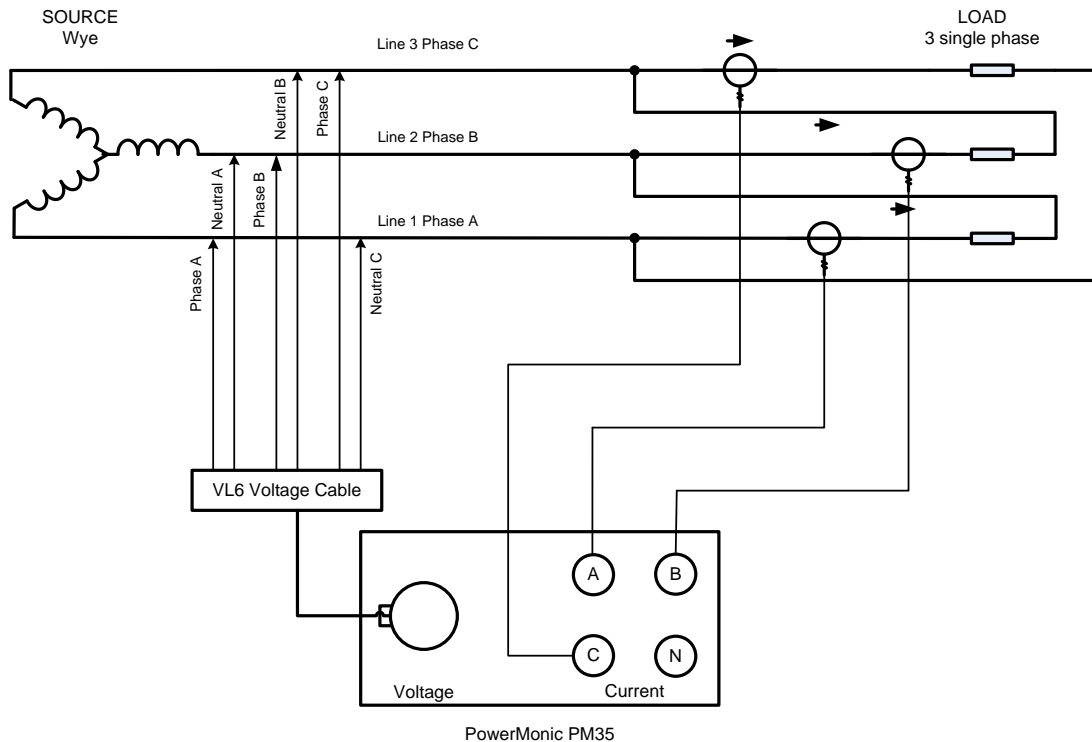 SOURCE
Wye
LOAD
3 single phase
Line 3 Phase C
Neutral B
Phase C
Line 2 Phase B
Neutral A
Phase B
Line 1 Phase A
Phase A
Neutral C
VL6 Voltage Cable
A
B
C
N
Voltage
Current
PowerMonic PM35